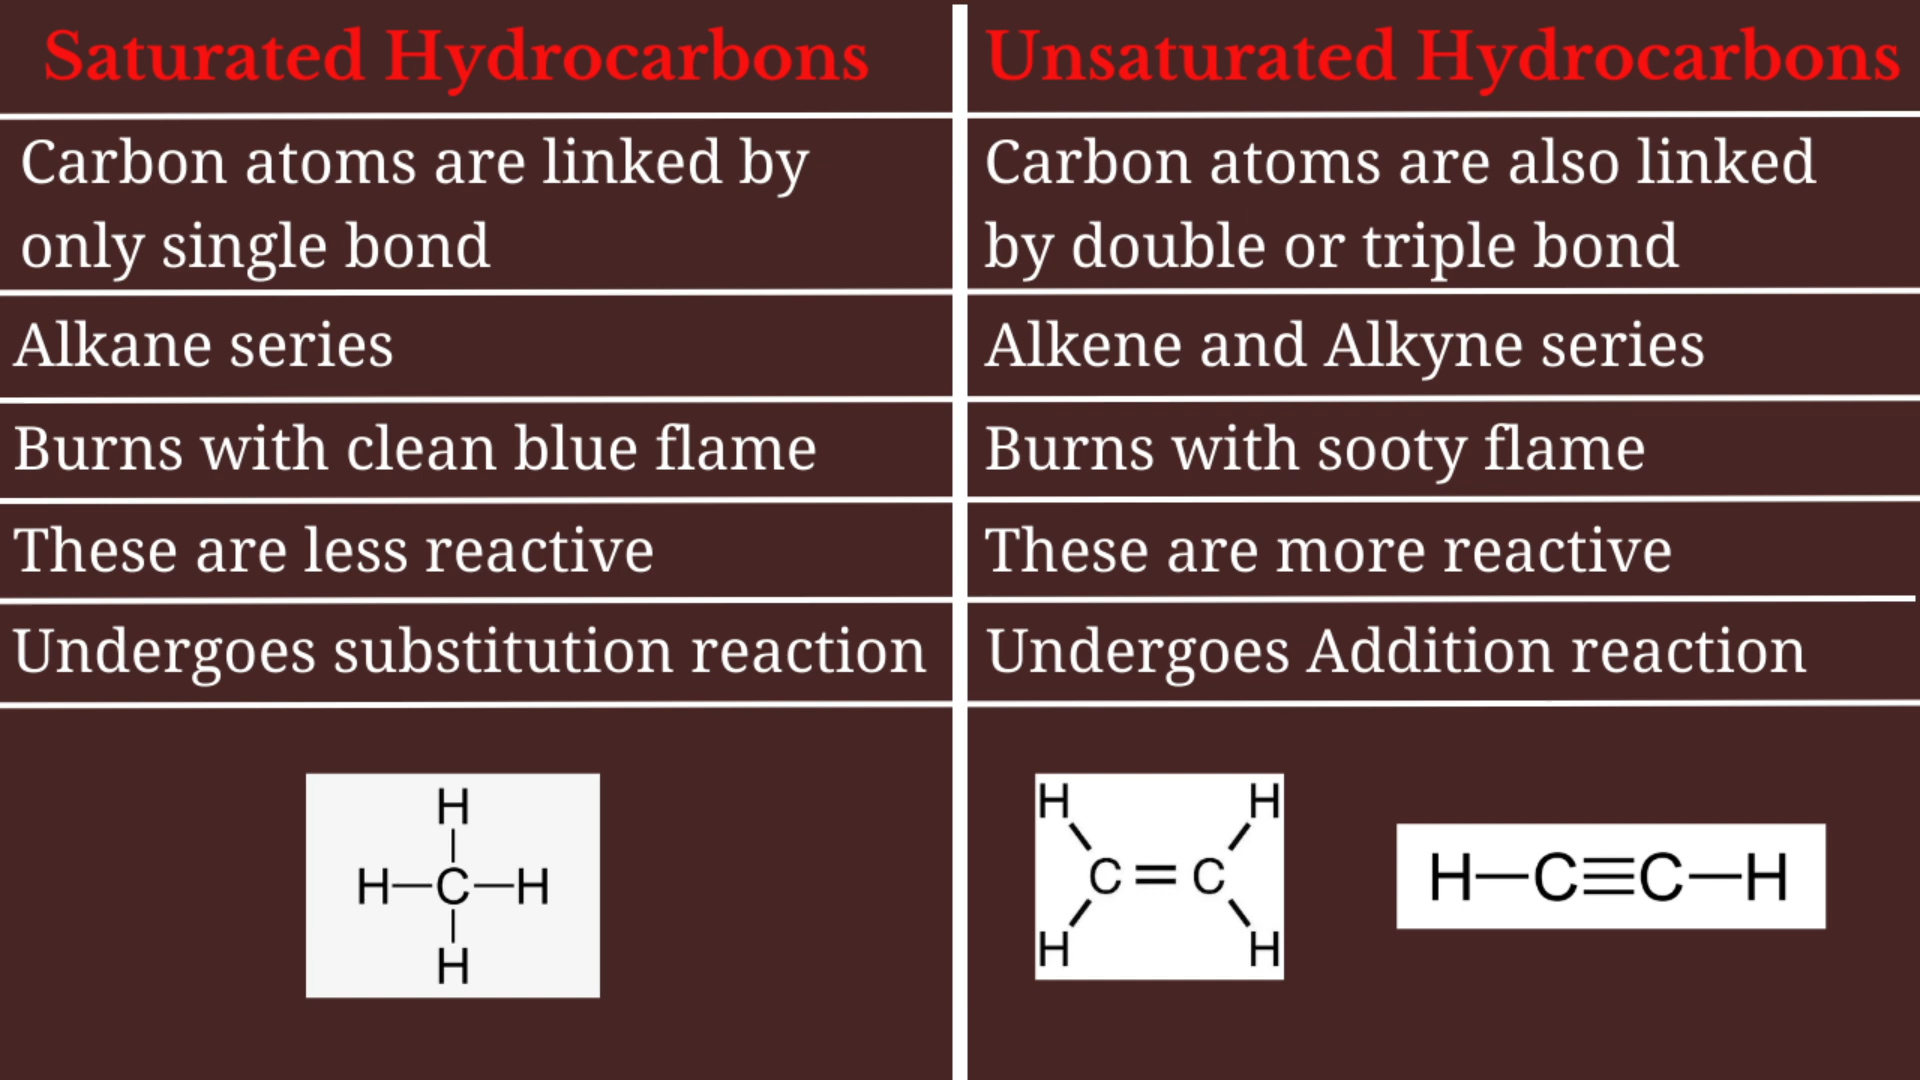 Saturated Hydrocarbons
Unsaturated Hydrocarbons
Carbon atoms are linked by
only single bond
Carbon atoms are also linked
by double or triple bond
Alkane series
Alkene and Alkyne series
Burns with clean blue flame
Burns with sooty flame
These are less reactive
These are more reactive
Undergoes substitution reaction
Undergoes Addition reaction
H
H—C—H
H
H H
C=C
H H
H—C≡C—H